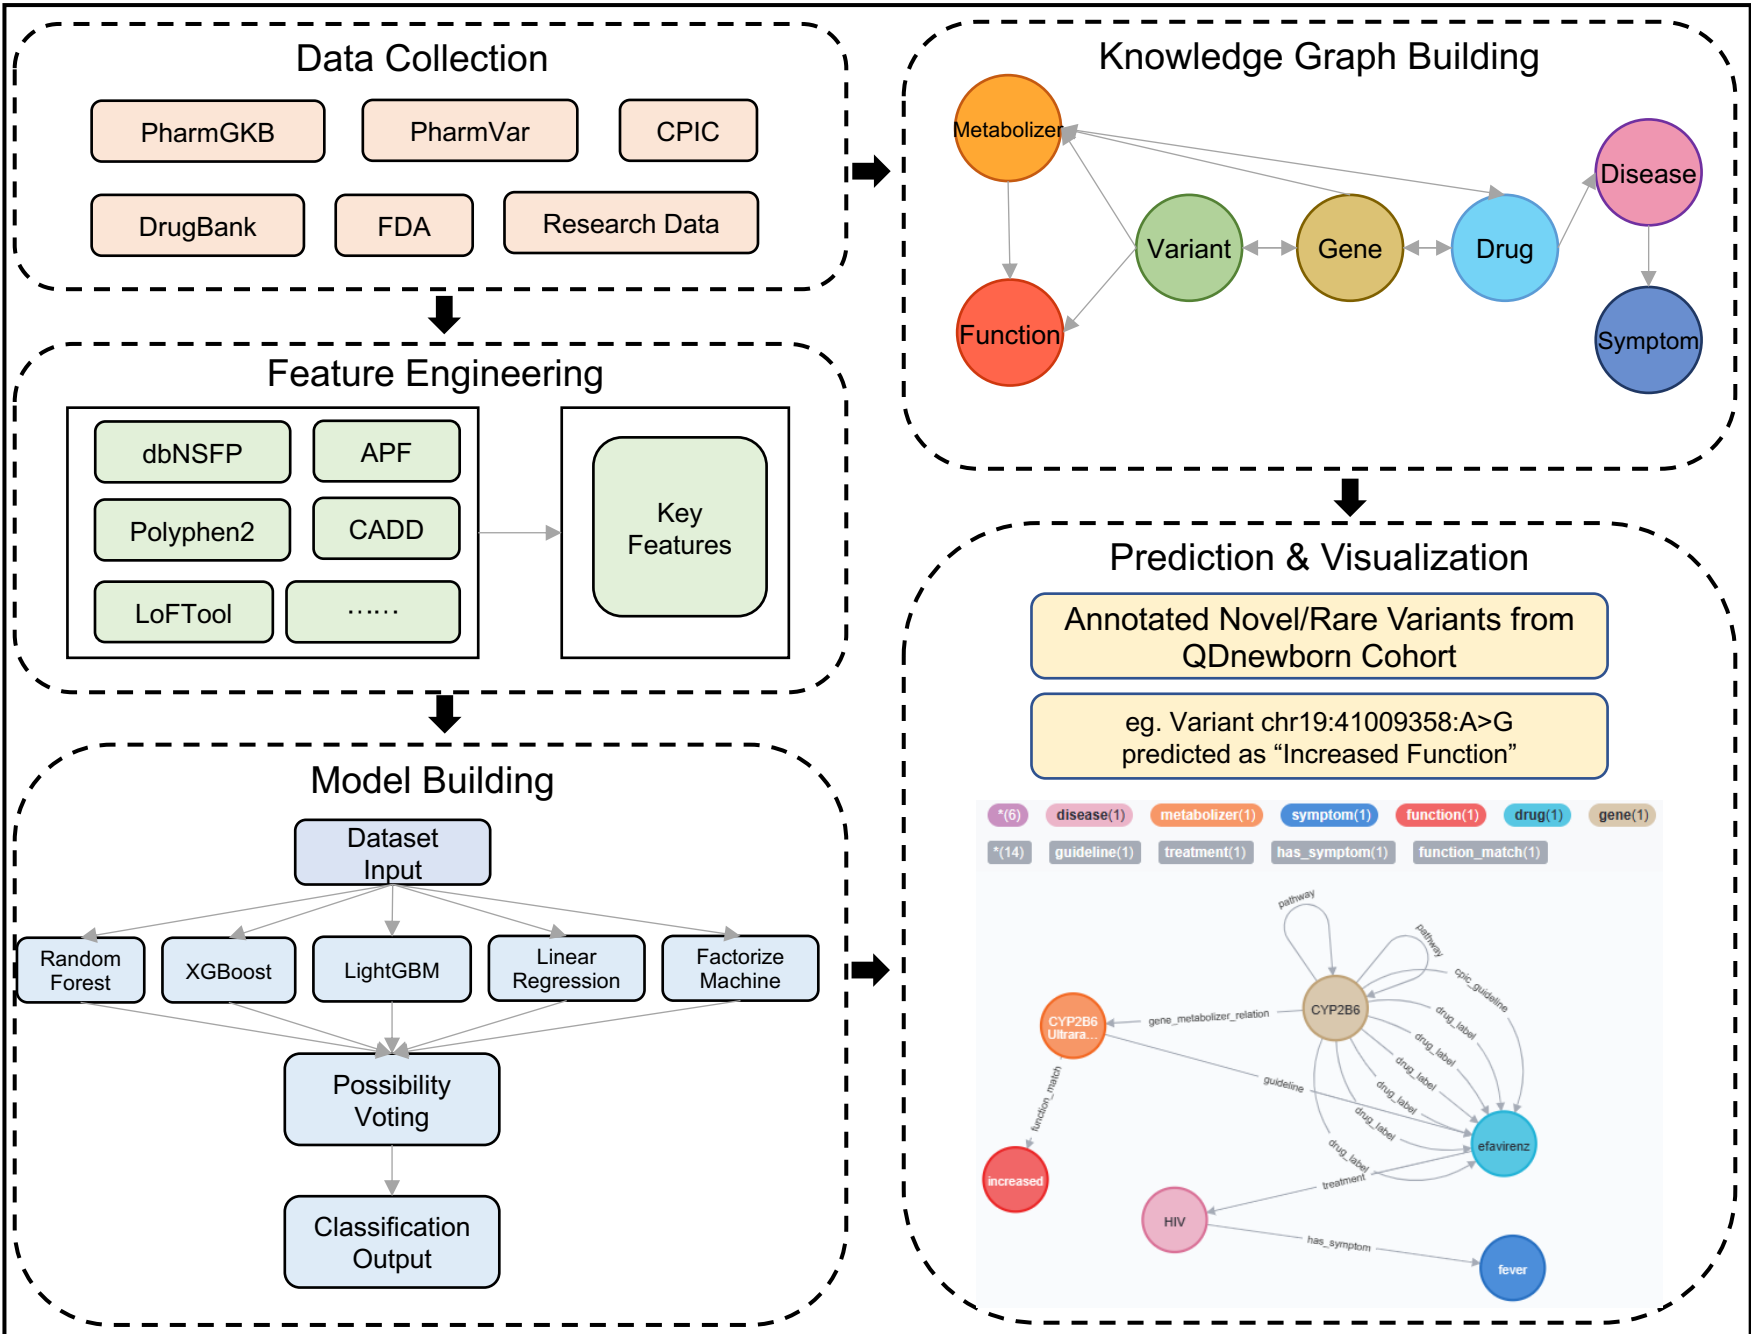 Data Collection
PharmGKB
PharmVar
CPIC
DrugBank
FDA
Research Data
Feature Engineering
dbNSFP
APF
Polyphen2
CADD
LoFTool
……
Key
Features
Model Building
Dataset
Input
Random
Forest
XGBoost
LightGBM
Linear
Regression
Factorize
Machine
Possibility
Voting
Classification
Output
Knowledge Graph Building
Metabolizer
Disease
Variant
Gene
Drug
Function
Symptom
Prediction & Visualization
Annotated Novel/Rare Variants from
QDnewborn Cohort
eg. Variant chr19:41009358:A>G
predicted as “Increased Function”
*(6)
disease(1)
metabolizer(1)
symptom(1)
function(1)
drug(1)
gene(1)
*(14)
guideline(1)
treatment(1)
has_symptom(1)
function_match(1)
pathway
pathway
cpic_guideline
CYP2B6
gene_metabolizer_relation
CYP2B6
Ultrara...
drug_label
drug_label
drug_label
drug_label
drug_label
drug_label
guideline
function_match
efavirenz
increased
treatment
HIV
has_symptom
fever